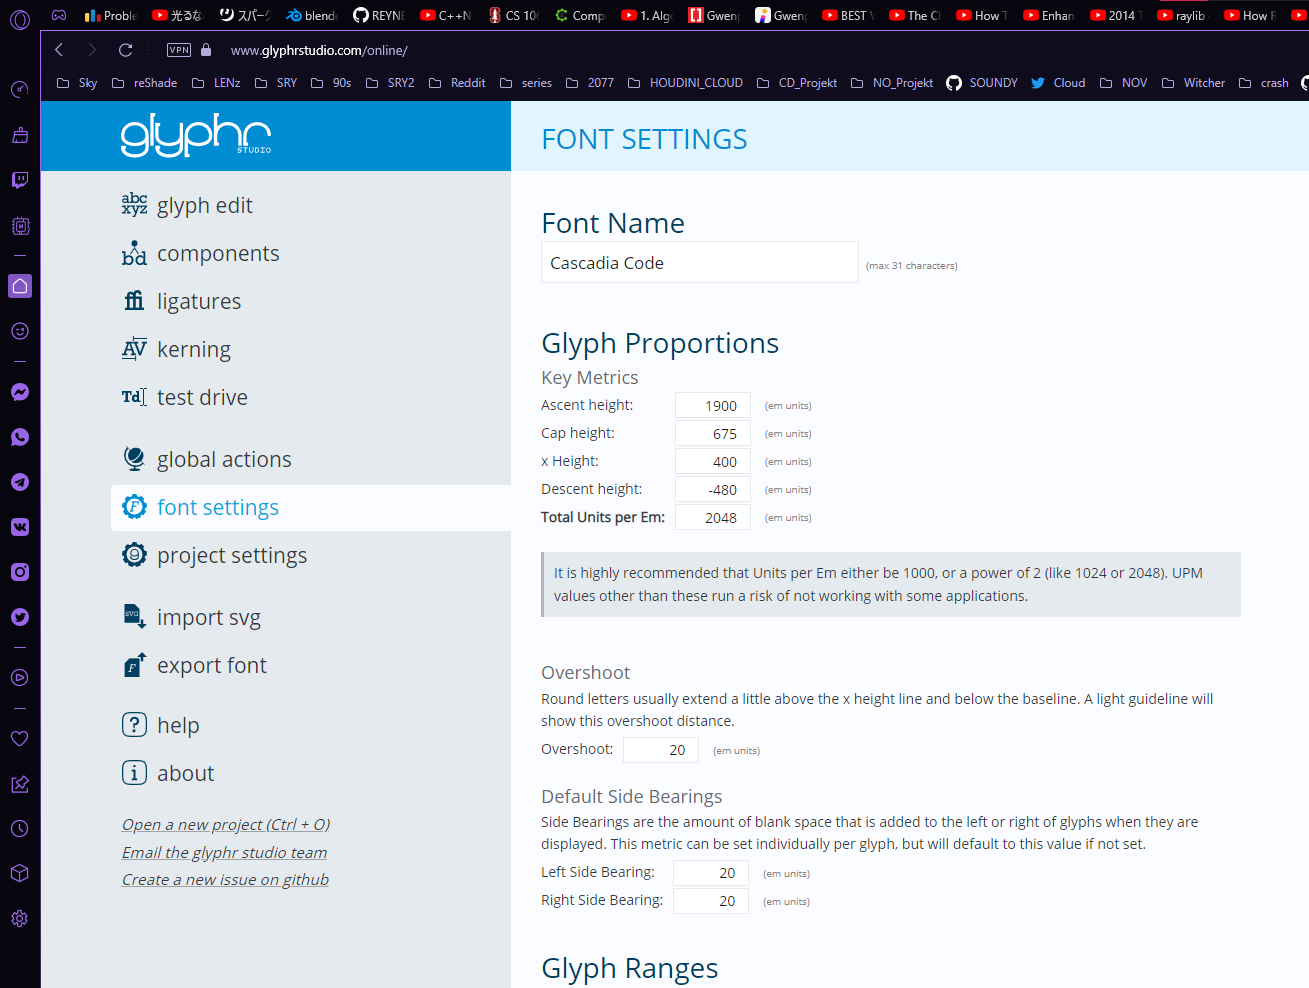 Proble
光るな
スパーク
blende
REYNE
C++N
CS 106
Comp
1. Algo
Gwen
Gwen
BEST
The C
How T
Enhan
2014
raylib
How
VPN
www.glyphrstudio.com/online/
Sky
reShade
LENz
SRY
90s
SRY2
Reddit
series
2077
HOUDINI_CLOUD
CD_Projekt
NO_Projekt
SOUNDY
Cloud
NOV
Witcher
crash
glyphr
STUDIO
FONT SETTINGS
glyph edit
components
ligatures
kerning
test drive
global actions
font settings
project settings
import svg
export font
help
about
Open a new project (Ctrl + O)
Email the glyphr studio team
Create a new issue on github
Font Name
Cascadia Code
(max 31 characters)
Glyph Proportions
Key Metrics
Ascent height: 1900 (em units)
Cap height: 675 (em units)
x Height: 400 (em units)
Descent height: -480 (em units)
Total Units per Em: 2048 (em units)
It is highly recommended that Units per Em either be 1000, or a power of 2 (like 1024 or 2048). UPM
values other than these run a risk of not working with some applications.
Overshoot
Round letters usually extend a little above the x height line and below the baseline. A light guideline will
show this overshoot distance.
Overshoot: 20 (em units)
Default Side Bearings
Side Bearings are the amount of blank space that is added to the left or right of glyphs when they are
displayed. This metric can be set individually per glyph, but will default to this value if not set.
Left Side Bearing: 20 (em units)
Right Side Bearing: 20 (em units)
Glyph Ranges